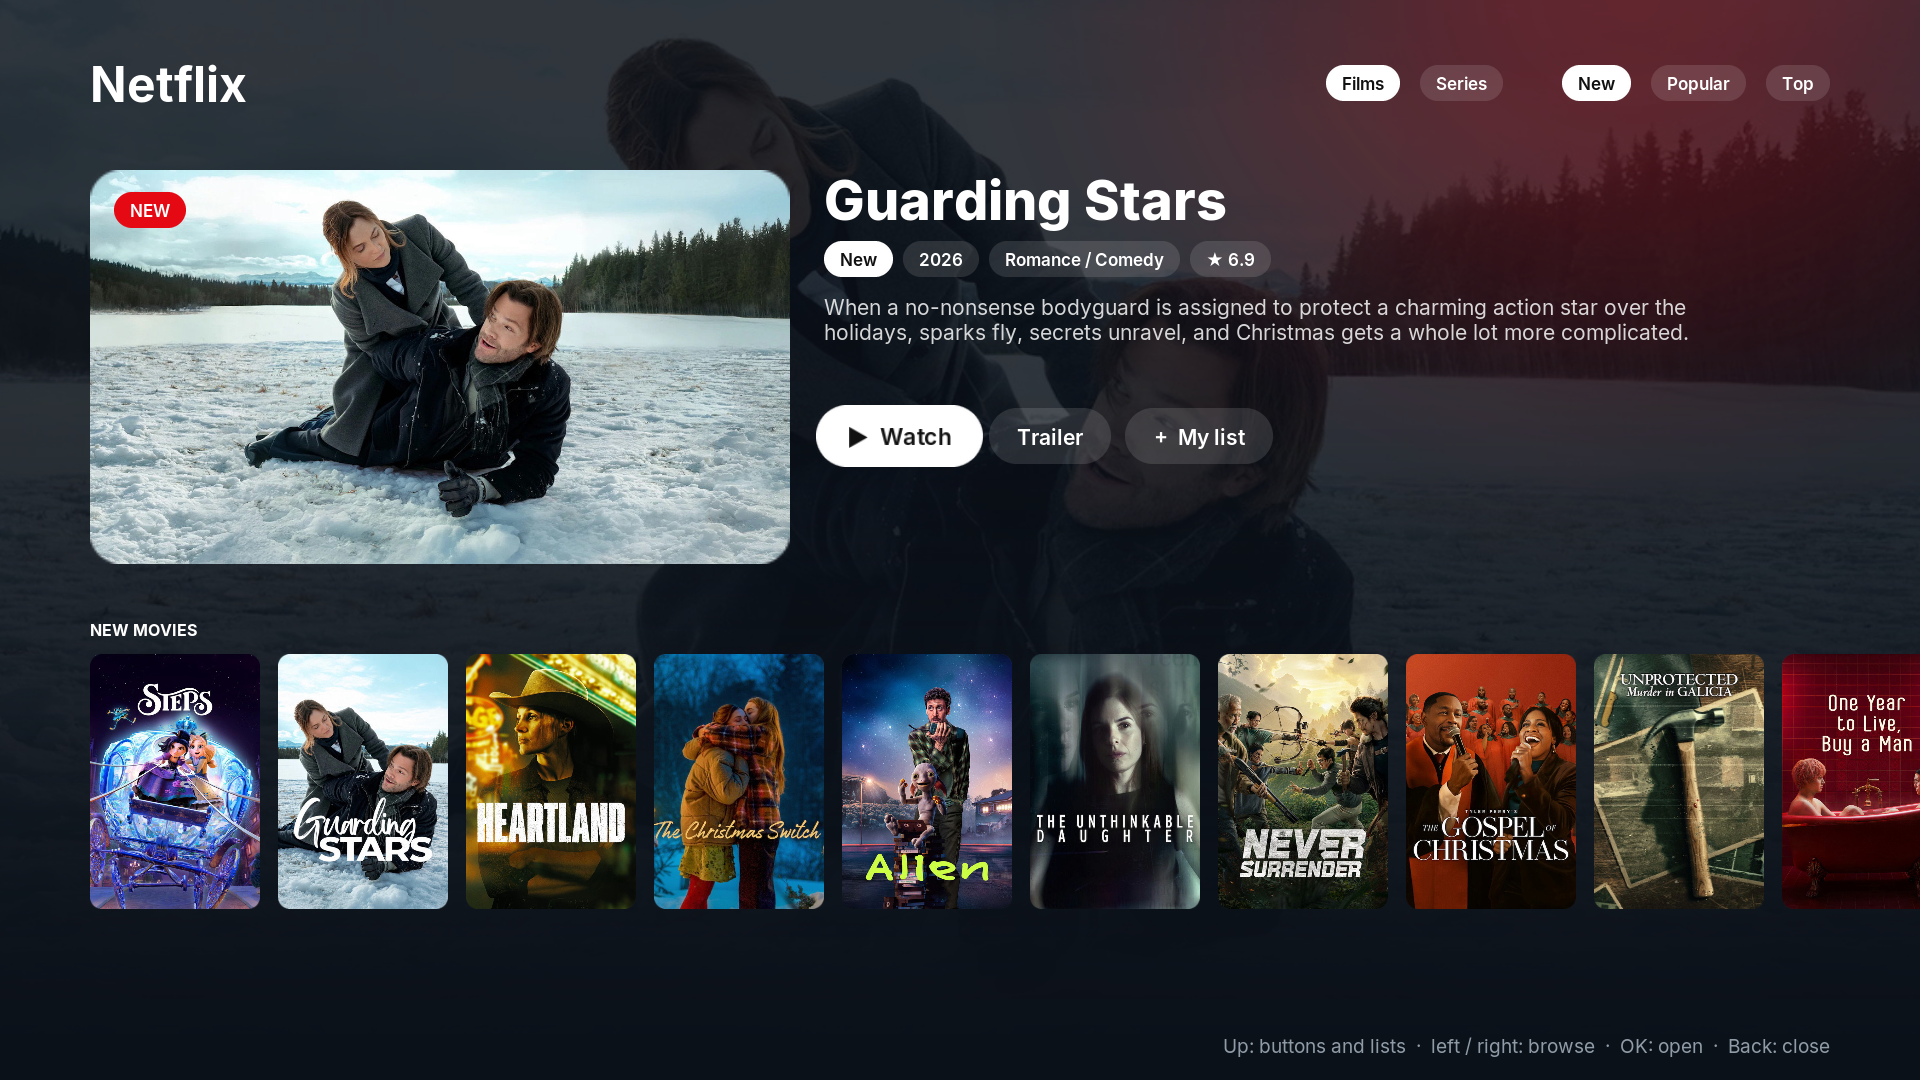 Netflix
Films
Series
New
Popular
Top
NEW
Guarding Stars
New
2026
Romance / Comedy
★ 6.9
When a no-nonsense bodyguard is assigned to protect a charming action star over the
holidays, sparks fly, secrets unravel, and Christmas gets a whole lot more complicated.
Watch
Trailer
+ My list
NEW MOVIES
STEPS
Guarding
STARS
HEARTLAND
The Christmas Switch
Alien
THE UNTHINKABLE
DAUGHTER
NEVER
SURRENDER
TYLER PERRY'S
THE GOSPEL OF
CHRISTMAS
UNPROTECTED
Murder in GALICIA
One Year
to Live,
Buy a Man
Up: buttons and lists · left / right: browse · OK: open · Back: close